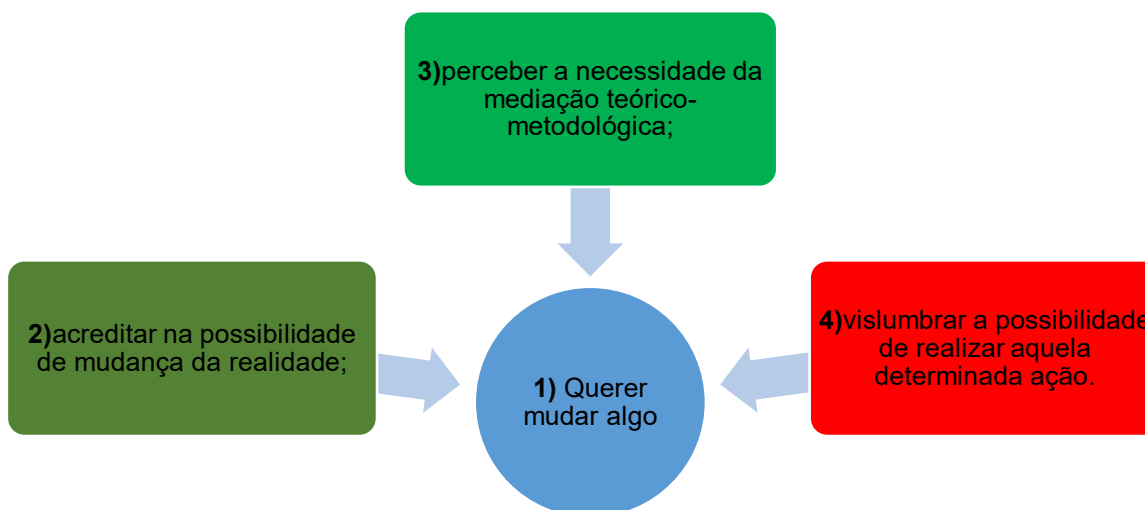 3)perceber a necessidade da
mediação teórico-
metodológica;
2)acreditar na possibilidade
de mudança da realidade;
4)vislumbrar a possibilidade
de realizar aquela
determinada ação.
1) Querer
mudar algo